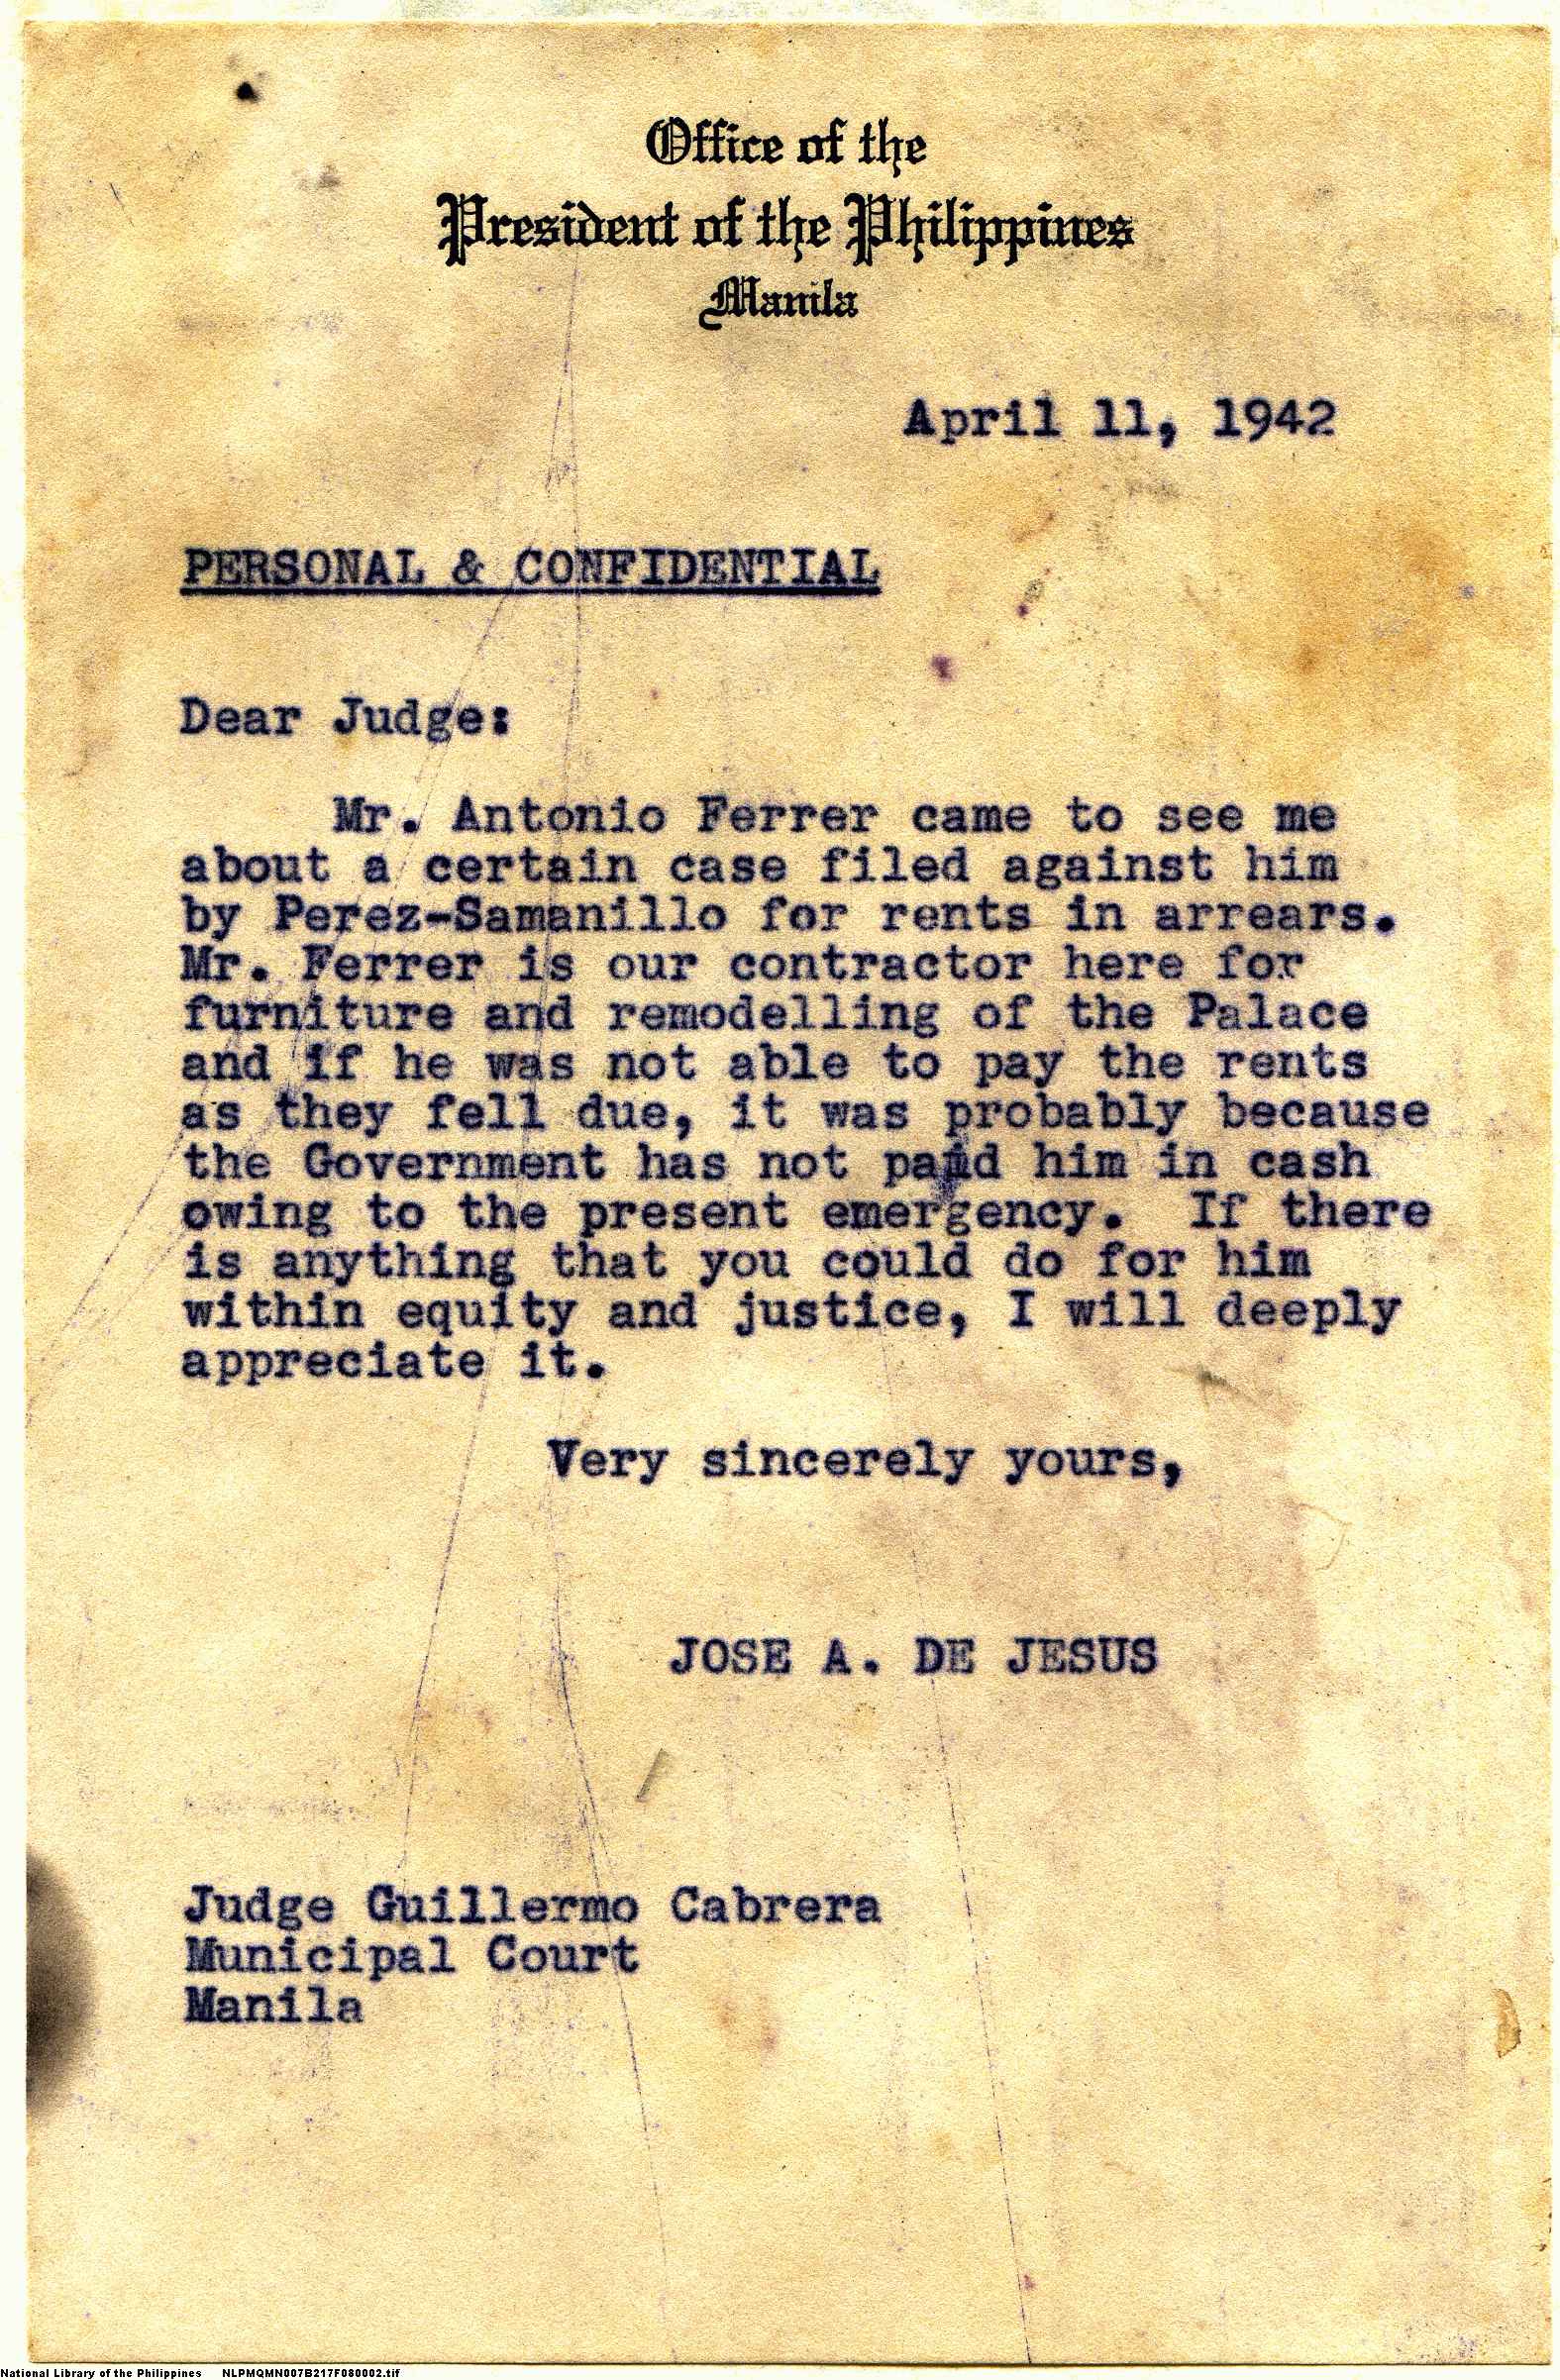 Office of the
President of the Philippines
Manila
April 11, 1942
PERSONAL & CONFIDENTIAL
Dear Judge:
Mr. Antonio Ferrer came to see me
about a certain case filed against him
by Perez-Samanillo for rents in arrears.
Mr. Ferrer is our contractor here for
furniture and remodelling of the Palace
and if he was not able to pay the rents
as they fell due, it was probably because
the Government has not paid him in cash
owing to the present emergency. If there
is anything that you could do for him
within equity and justice, I will deeply
appreciate it.
Very sincerely yours,
JOSE A. DE JESUS
Judge Guillermo Cabrera
Municipal Court
Manila
National Library of the Philippines NLPMQMN007B217F080002.tif